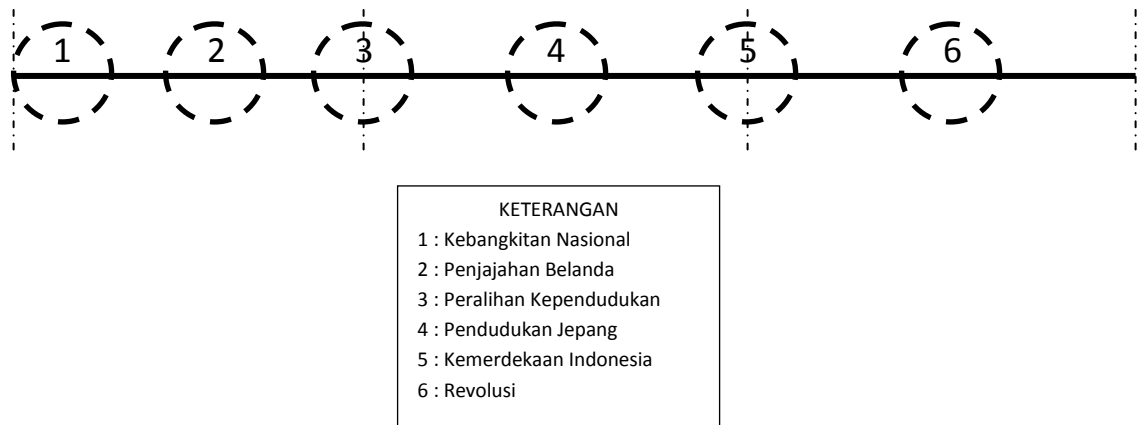 1 2 3 4 5 6
KETERANGAN
1 : Kebangkitan Nasional
2 : Penjajahan Belanda
3 : Peralihan Kependudukan
4 : Pendudukan Jepang
5 : Kemerdekaan Indonesia
6 : Revolusi